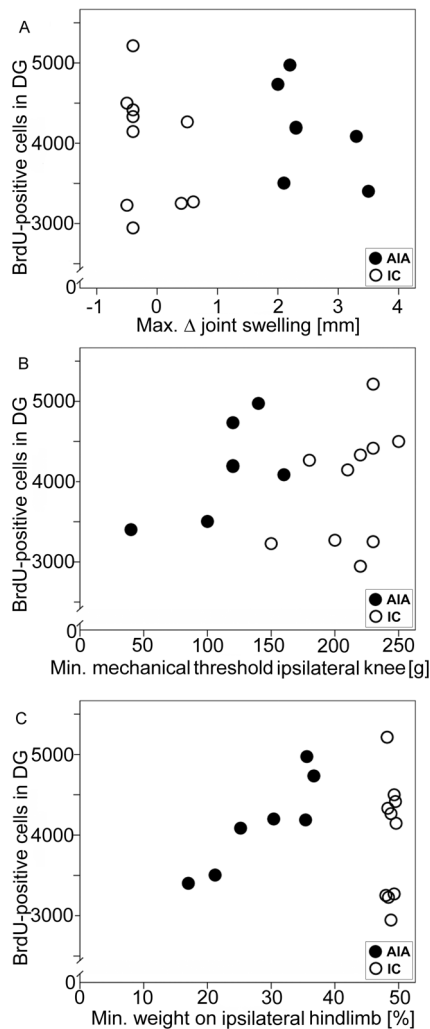 A
BrdU-positive cells in DG
5000
4000
3000
0
AIA
IC
-1 0 1 2 3 4
Max. Δ joint swelling [mm]
B
BrdU-positive cells in DG
5000
4000
3000
0
AIA
IC
0 50 100 150 200 250
Min. mechanical threshold ipsilateral knee [g]
C
BrdU-positive cells in DG
5000
4000
3000
0
AIA
IC
0 10 20 30 40 50
Min. weight on ipsilateral hindlimb [%]